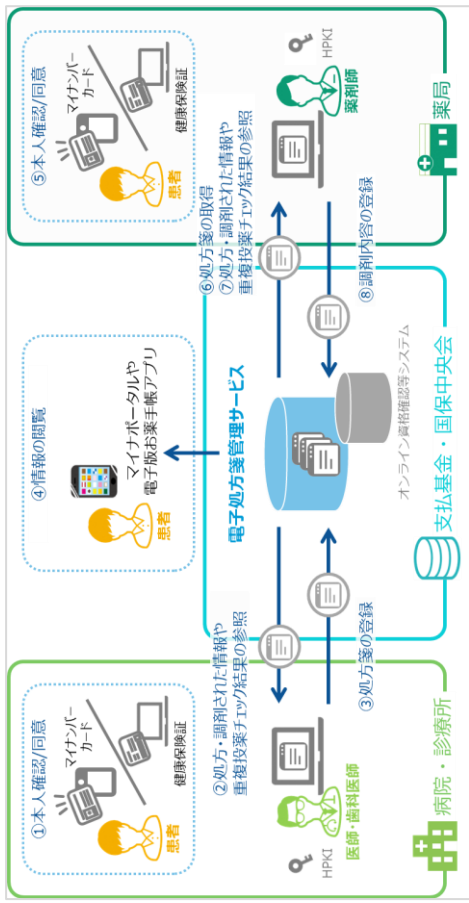 ①本人確認/同意
マイナンバー
カード
健康保険証
患者
②処方・調剤された情報や
重複投薬チェック結果の参照
③処方箋の登録
HPKI
医師・歯科医師
病院・診療所
④情報の閲覧
患者
マイナポータルや
電子版お薬手帳アプリ
電子処方箋管理サービス
オンライン資格確認等システム
支払基金・国保中央会
⑤本人確認/同意
マイナンバー
カード
健康保険証
患者
⑥処方箋の取得
⑦処方・調剤された情報や
重複投薬チェック結果の参照
⑧調剤内容の登録
HPKI
薬剤師
薬局